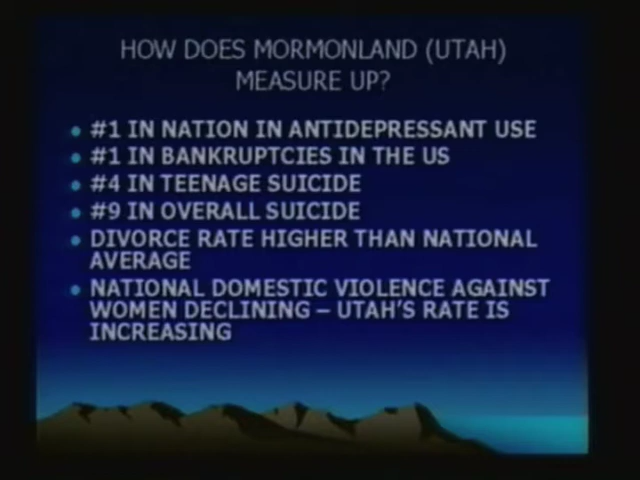 HOW DOES MORMONLAND (UTAH)
MEASURE UP?
• #1 IN NATION IN ANTIDEPRESSANT USE
• #1 IN BANKRUPTCIES IN THE US
• #4 IN TEENAGE SUICIDE
• #9 IN OVERALL SUICIDE
• DIVORCE RATE HIGHER THAN NATIONAL
AVERAGE
• NATIONAL DOMESTIC VIOLENCE AGAINST
WOMEN DECLINING – UTAH'S RATE IS
INCREASING